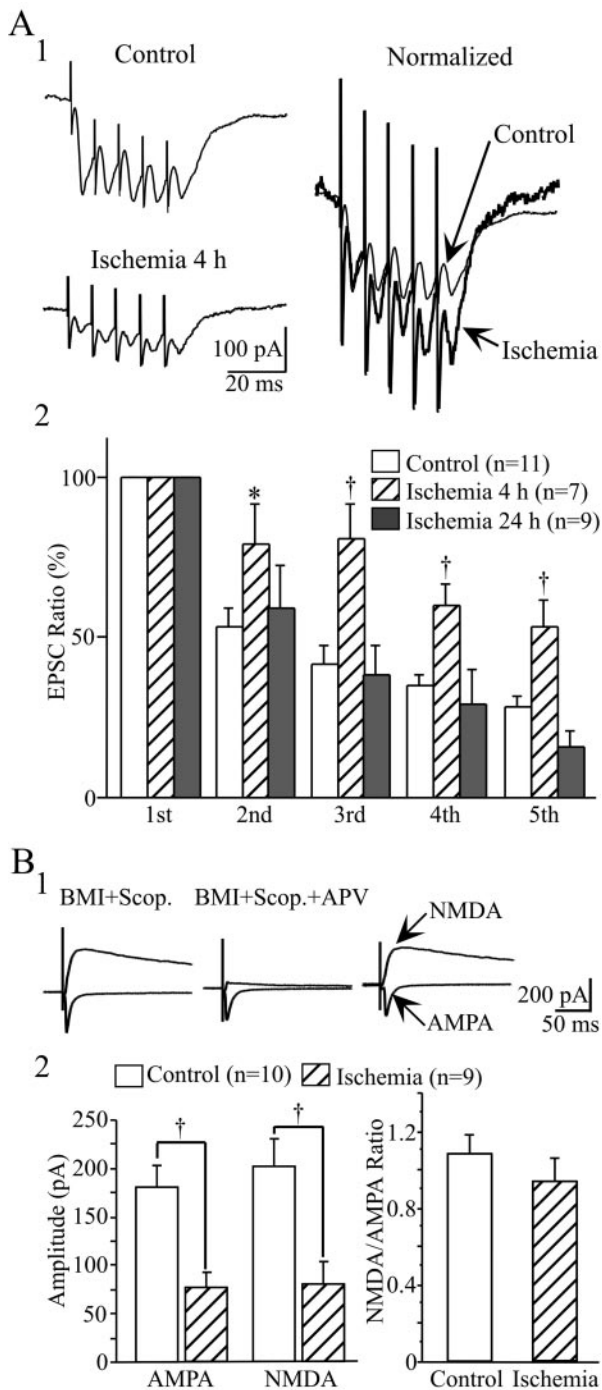 A
1
Control
Normalized
Control
Ischemia 4 h
100 pA
20 ms
Ischemia
2
Control (n=11)
Ischemia 4 h (n=7)
Ischemia 24 h (n=9)
EPSC Ratio (%)
100
50
0
* † † †
1st 2nd 3rd 4th 5th
B
1
BMI+Scop. BMI+Scop.+APV
NMDA
AMPA
200 pA
50 ms
2
Control (n=10) Ischemia (n=9)
Amplitude (pA)
250
200
150
100
50
0
† †
AMPA NMDA
NMDA/AMPA Ratio
1.2
0.8
0.4
0
Control Ischemia